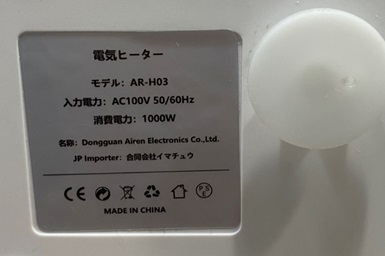 電気ヒーター
モデル：AR-H03
入力電力：AC100V 50/60Hz
消費電力：1000W
名称：Dongguan Airen Electronics Co.,Ltd.
JP Importer：合同会社イマチュウ
CE PSE
MADE IN CHINA